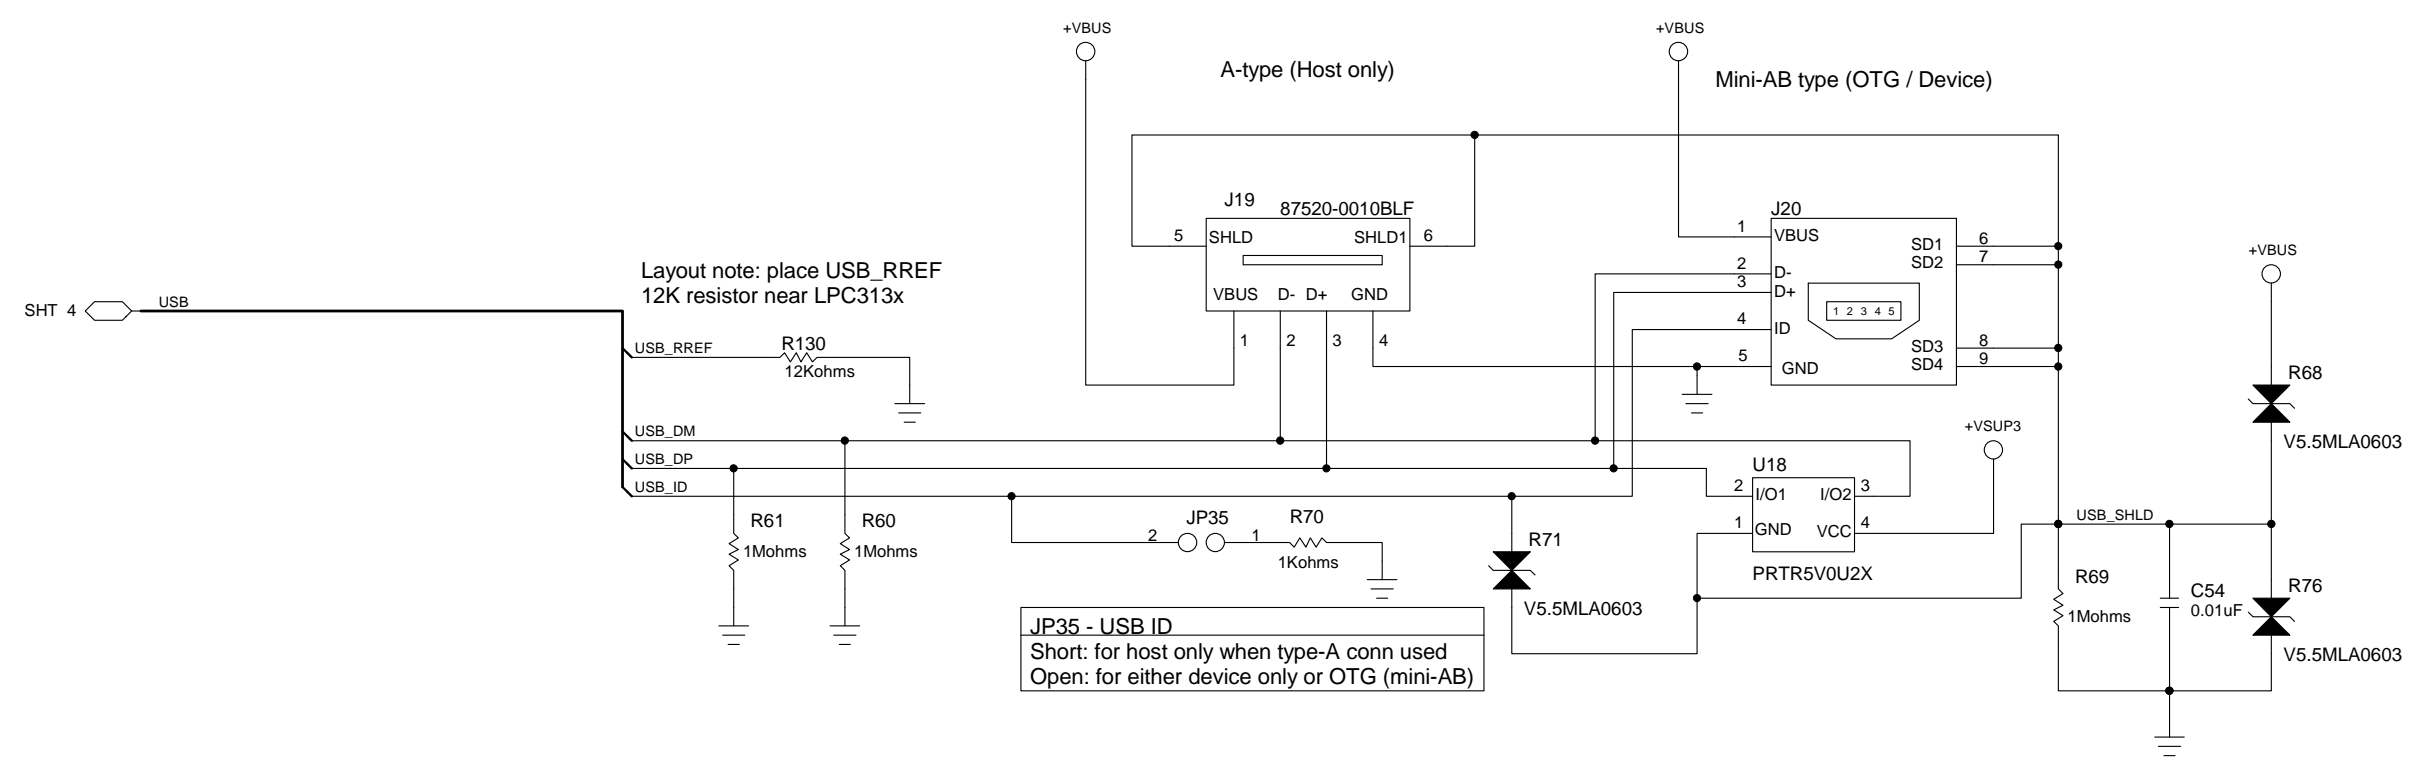 +VBUS
+VBUS
A-type (Host only)
Mini-AB type (OTG / Device)
J19
87520-0010BLF
5
SHLD
SHLD1
6
VBUS
D-
D+
GND
1
2
3
4
J20
1
VBUS
2
D-
3
D+
4
ID
5
GND
SD1
6
SD2
7
SD3
8
SD4
9
1 2 3 4 5
+VBUS
R68
V5.5MLA0603
Layout note: place USB_RREF
12K resistor near LPC313x
SHT 4
USB
USB_RREF
R130
12Kohms
USB_DM
USB_DP
USB_ID
R61
1Mohms
R60
1Mohms
2
JP35
1
R70
1Kohms
R71
V5.5MLA0603
+VSUP3
U18
2
I/O1
I/O2
3
1
GND
VCC
4
PRTR5V0U2X
USB_SHLD
R69
1Mohms
C54
0.01uF
R76
V5.5MLA0603
JP35 - USB ID
Short: for host only when type-A conn used
Open: for either device only or OTG (mini-AB)